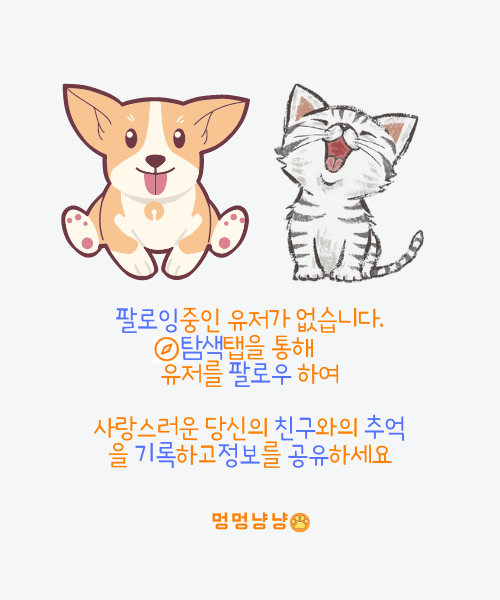 팔로잉중인 유저가 없습니다.
탐색탭을 통해
유저를 팔로우 하여
사랑스러운 당신의 친구와의 추억
을 기록하고정보를 공유하세요
멍멍냥냥